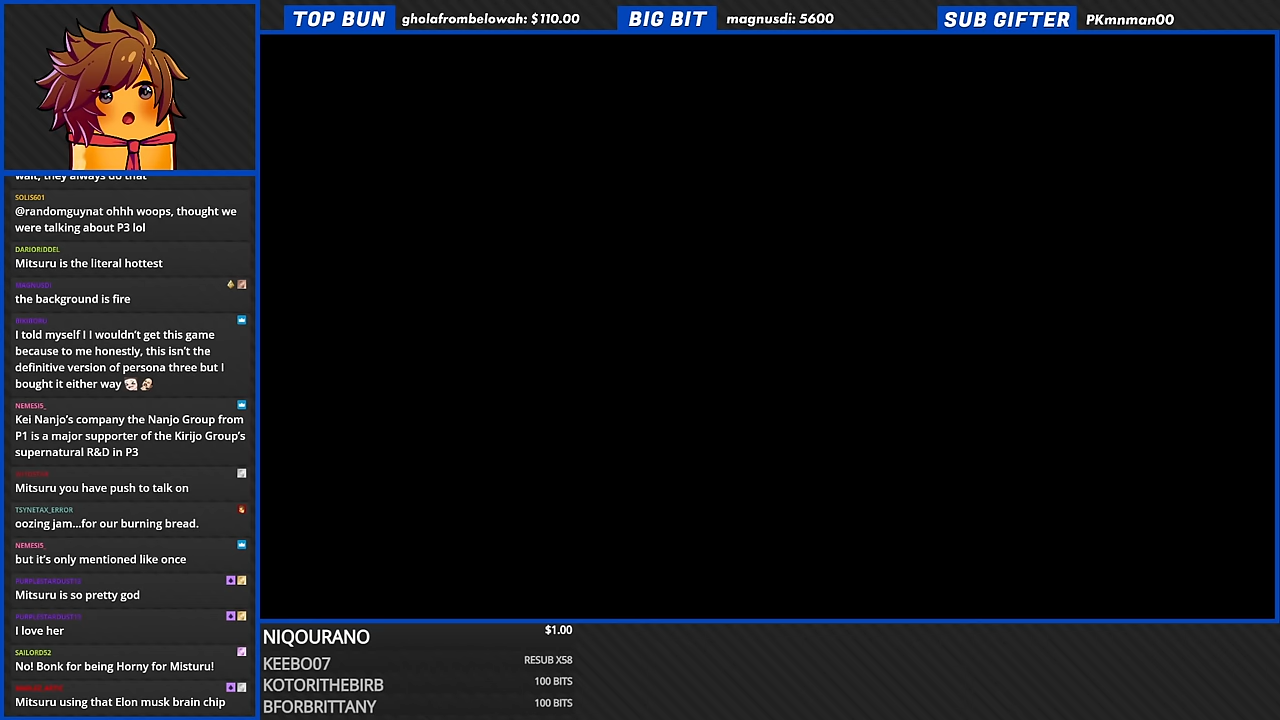 TOP BUN gholafrombelowah: $110.00 BIG BIT magnusdi: 5600 SUB GIFTER PKmnman00
wait, they always do that
SOLIS601
@randomguynat ohhh woops, thought we
were talking about P3 lol
DARIORIDDEL
Mitsuru is the literal hottest
MAGNUSDI
the background is fire
I told myself I I wouldn't get this game
because to me honestly, this isn't the
definitive version of persona three but I
bought it either way
NEMESIS_
Kei Nanjo's company the Nanjo Group from
P1 is a major supporter of the Kirijo Group's
supernatural R&D in P3
Mitsuru you have push to talk on
TSYNETAX_ERROR
oozing jam...for our burning bread.
NEMESIS_
but it's only mentioned like once
Mitsuru is so pretty god
I love her
SAILORD52
No! Bonk for being Horny for Misturu!
Mitsuru using that Elon musk brain chip
NIQOURANO $1.00
KEEBO07 RESUB X58
KOTORITHEBIRB 100 BITS
BFORBRITTANY 100 BITS